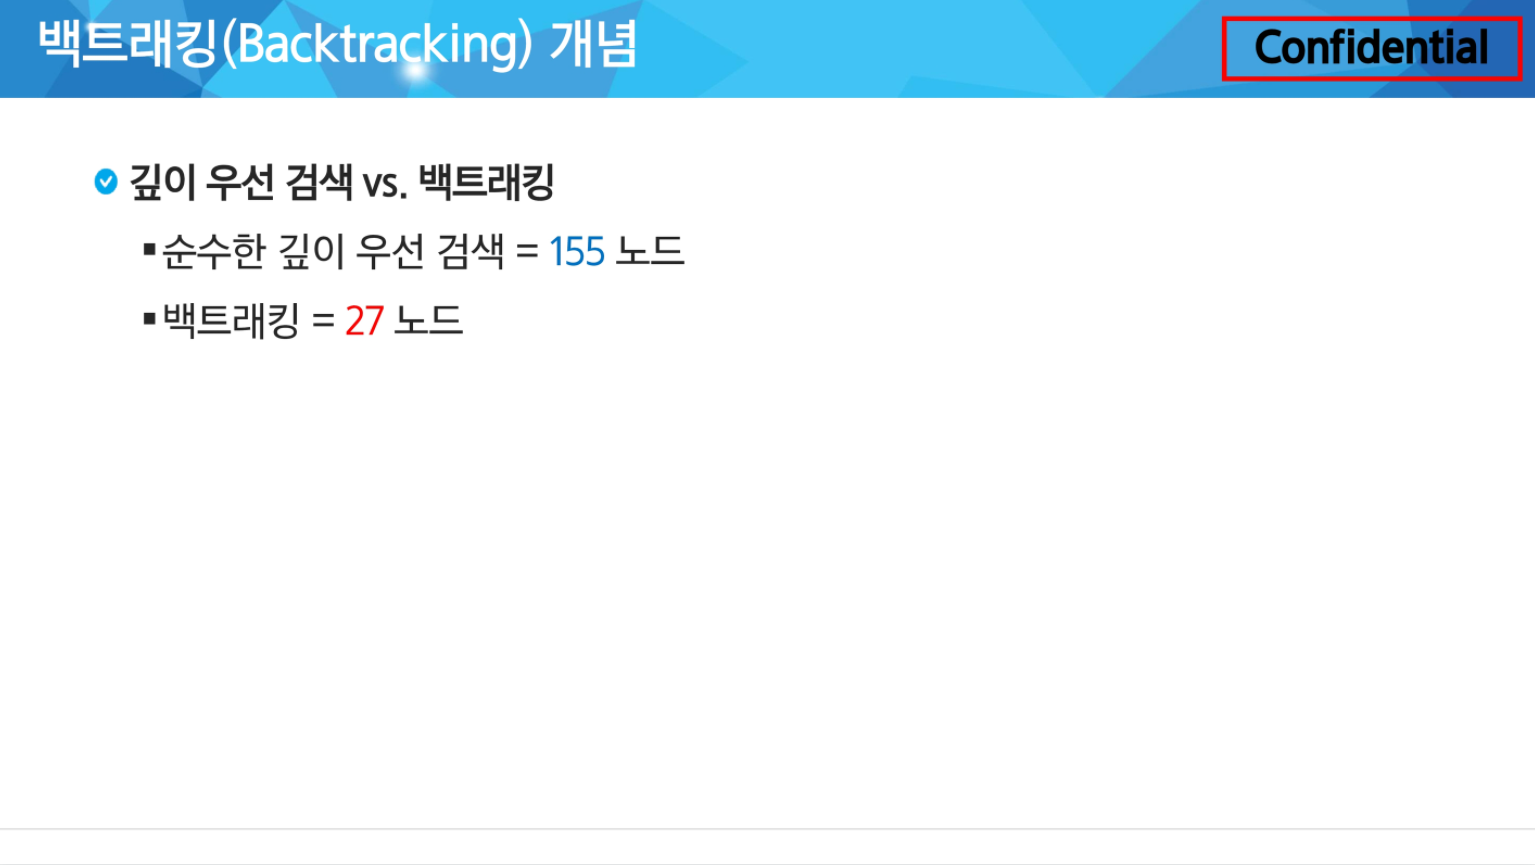 백트래킹(Backtracking) 개념
Confidential
깊이 우선 검색 vs. 백트래킹
▪순수한 깊이 우선 검색 = 155 노드
▪백트래킹 = 27 노드